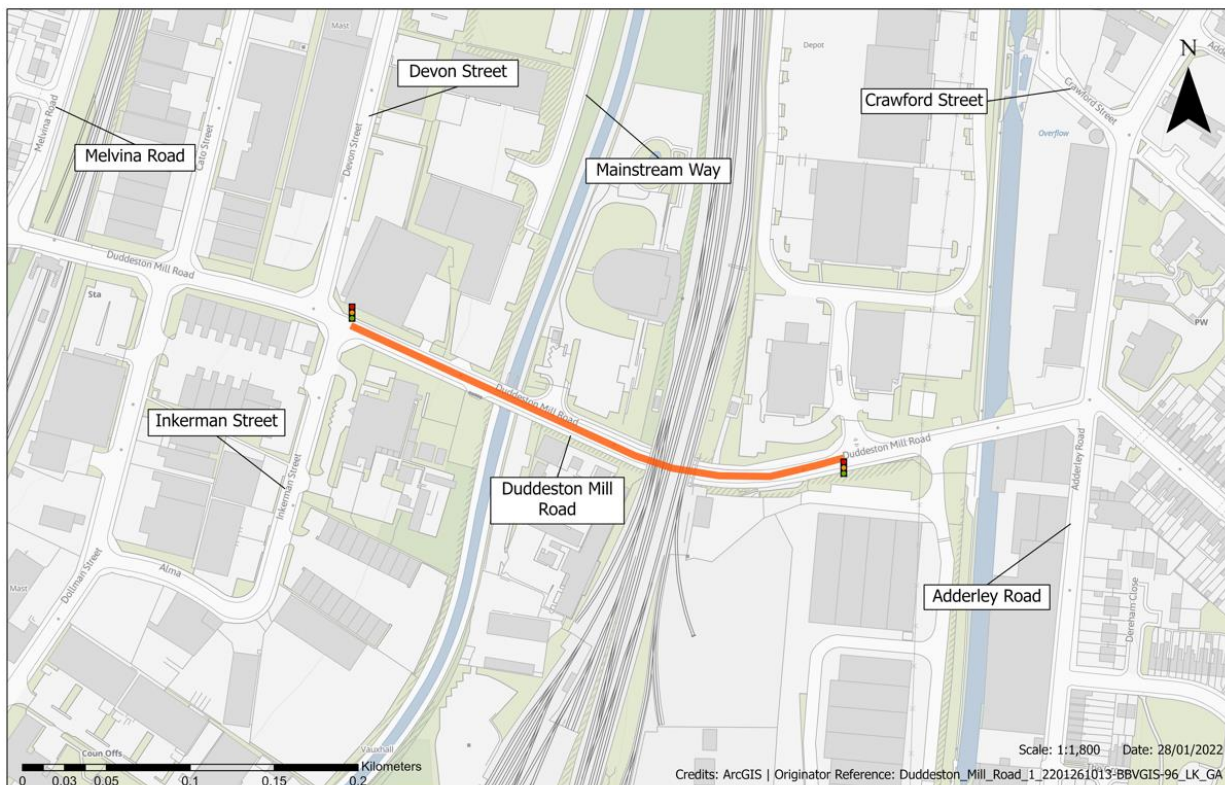 Devon Street
Crawford Street
N
Melvina Road
Mainstream Way
Melvina Road
Cato Street
Devon Street
Depot
Mast
Crawford Street
Overflow
Duddeston Mill Road
Sta
PW
Inkerman Street
Duddeston Mill Road
Duddeston Mill Road
Duddeston Mill
Road
Inkerman Street
Adderley Road
Adderley Road
Dereham Close
Alma
Dollman Street
Mast
Vauxhall
Coun Offs
Kilometers
0 0.03 0.05 0.1 0.15 0.2
Scale: 1:1,800 Date: 28/01/2022
Credits: ArcGIS | Originator Reference: Duddeston_Mill_Road_1_2201261013-BBVGIS-96_LK_GA